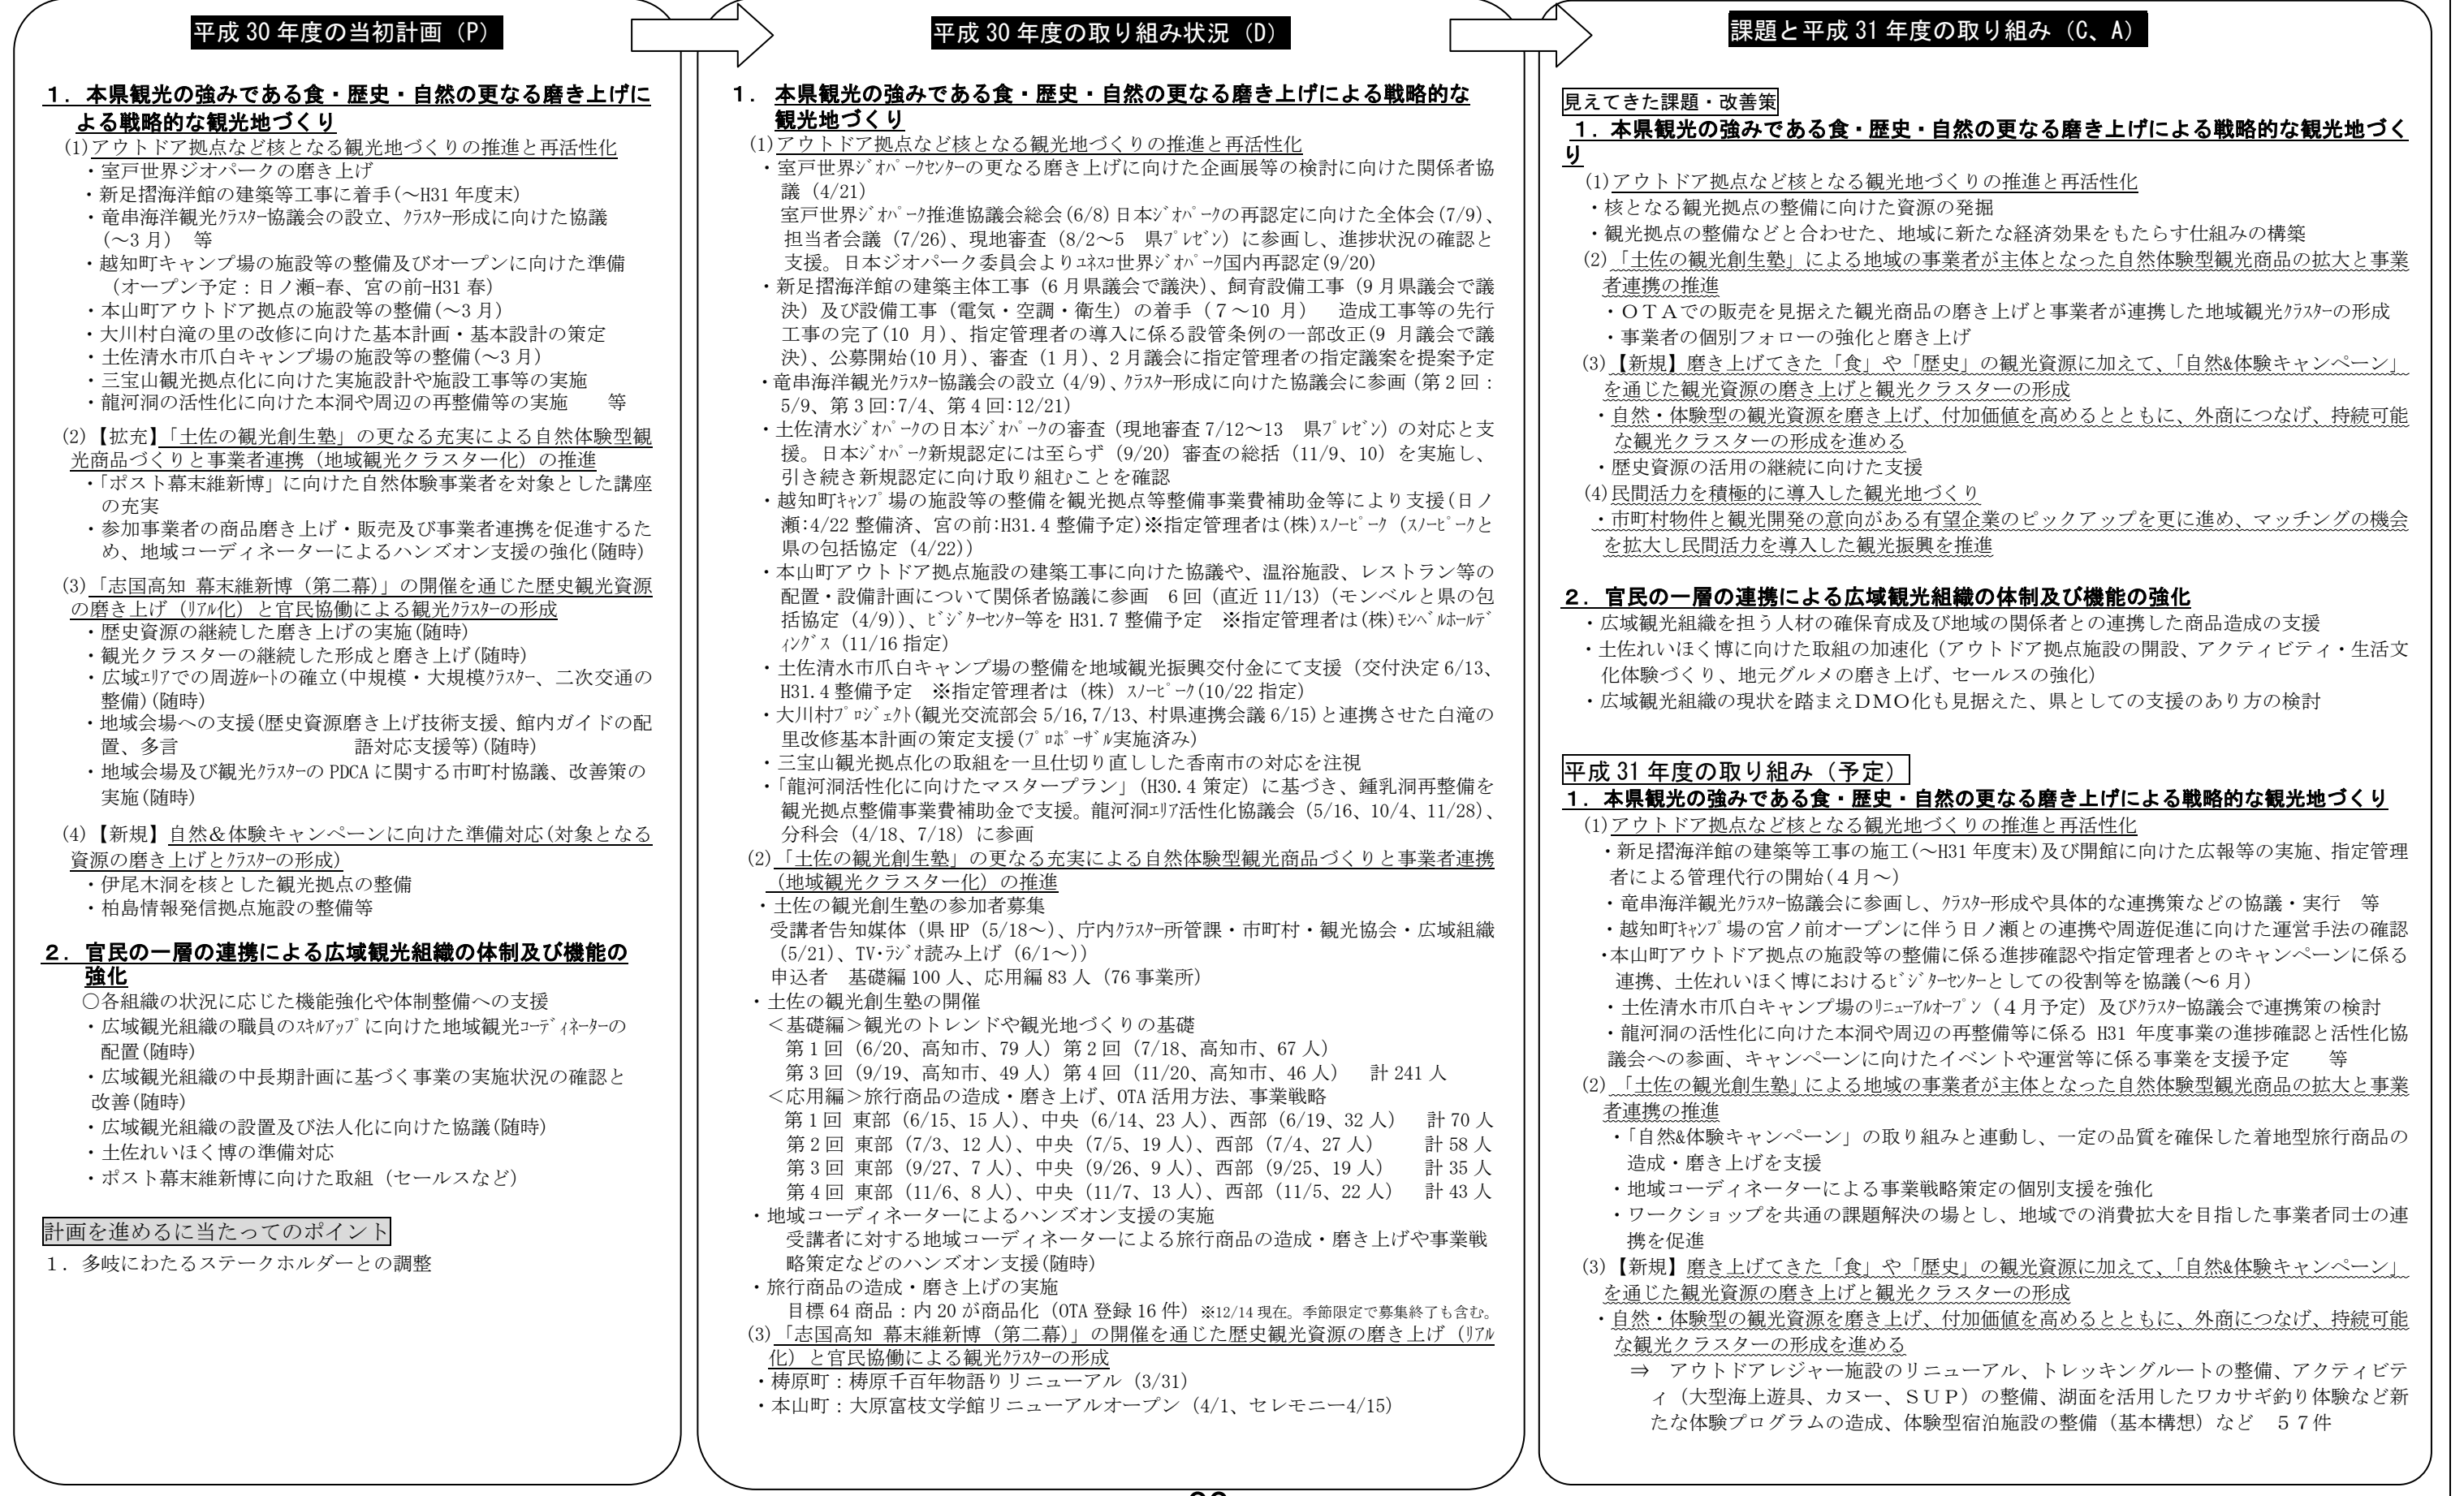 平成 30 年度の当初計画（P）
１．本県観光の強みである食・歴史・自然の更なる磨き上げに
よる戦略的な観光地づくり
(1)アウトドア拠点など核となる観光地づくりの推進と再活性化
・室戸世界ジオパークの磨き上げ
・新足摺海洋館の建築等工事に着手(～H31 年度末)
・竜串海洋観光ｸﾗｽﾀｰ協議会の設立、ｸﾗｽﾀｰ形成に向けた協議
（～3 月） 等
・越知町キャンプ場の施設等の整備及びオープンに向けた準備
（オープン予定：日ノ瀬-春、宮の前-H31 春）
・本山町アウトドア拠点の施設等の整備(～3 月)
・大川村白滝の里の改修に向けた基本計画・基本設計の策定
・土佐清水市爪白キャンプ場の施設等の整備(～3 月)
・三宝山観光拠点化に向けた実施設計や施設工事等の実施
・龍河洞の活性化に向けた本洞や周辺の再整備等の実施　　等
(2)【拡充】「土佐の観光創生塾」の更なる充実による自然体験型観
光商品づくりと事業者連携（地域観光クラスター化）の推進
・「ポスト幕末維新博」に向けた自然体験事業者を対象とした講座
の充実
・参加事業者の商品磨き上げ・販売及び事業者連携を促進するた
め、地域コーディネーターによるハンズオン支援の強化(随時)
(3)「志国高知 幕末維新博（第二幕）」の開催を通じた歴史観光資源
の磨き上げ（ﾘｱﾙ化）と官民協働による観光ｸﾗｽﾀｰの形成
・歴史資源の継続した磨き上げの実施(随時)
・観光クラスターの継続した形成と磨き上げ(随時)
・広域ｴﾘｱでの周遊ﾙｰﾄの確立(中規模・大規模ｸﾗｽﾀｰ、二次交通の
整備)(随時)
・地域会場への支援(歴史資源磨き上げ技術支援、館内ガイドの配
置、多言　　　　　　　　　語対応支援等)(随時)
・地域会場及び観光ｸﾗｽﾀｰの PDCA に関する市町村協議、改善策の
実施(随時)
(4)【新規】自然＆体験キャンペーンに向けた準備対応(対象となる
資源の磨き上げとｸﾗｽﾀｰの形成)
・伊尾木洞を核とした観光拠点の整備
・柏島情報発信拠点施設の整備等
２．官民の一層の連携による広域観光組織の体制及び機能の
強化
○各組織の状況に応じた機能強化や体制整備への支援
・広域観光組織の職員のｽｷﾙｱｯﾌﾟに向けた地域観光ｺｰﾃﾞｨﾈｰﾀｰの
配置(随時)
・広域観光組織の中長期計画に基づく事業の実施状況の確認と
改善(随時)
・広域観光組織の設置及び法人化に向けた協議(随時)
・土佐れいほく博の準備対応
・ポスト幕末維新博に向けた取組（セールスなど）
計画を進めるに当たってのポイント
１．多岐にわたるステークホルダーとの調整
平成 30 年度の取り組み状況（D）
１．本県観光の強みである食・歴史・自然の更なる磨き上げによる戦略的な
観光地づくり
(1)アウトドア拠点など核となる観光地づくりの推進と再活性化
・室戸世界ｼﾞｵﾊﾟｰｸｾﾝﾀｰの更なる磨き上げに向けた企画展等の検討に向けた関係者協
議（4/21）
室戸世界ｼﾞｵﾊﾟｰｸ推進協議会総会(6/8)日本ｼﾞｵﾊﾟｰｸの再認定に向けた全体会(7/9)、
担当者会議（7/26）、現地審査（8/2～5　県ﾌﾟﾚｾﾞﾝ）に参画し、進捗状況の確認と
支援。日本ジオパーク委員会よりﾕﾈｽｺ世界ｼﾞｵﾊﾟｰｸ国内再認定(9/20)
・新足摺海洋館の建築主体工事（6 月県議会で議決）、飼育設備工事（9 月県議会で議
決）及び設備工事（電気・空調・衛生）の着手（７～10 月）　造成工事等の先行
工事の完了(10 月)、指定管理者の導入に係る設管条例の一部改正(9 月議会で議
決)、公募開始(10 月)、審査（1 月）、2 月議会に指定管理者の指定議案を提案予定
・竜串海洋観光ｸﾗｽﾀｰ協議会の設立（4/9）、ｸﾗｽﾀｰ形成に向けた協議会に参画（第２回：
5/9、第３回:7/4、第４回:12/21）
・土佐清水ｼﾞｵﾊﾟｰｸの日本ｼﾞｵﾊﾟｰｸの審査（現地審査 7/12～13　県ﾌﾟﾚｾﾞﾝ）の対応と支
援。日本ｼﾞｵﾊﾟｰｸ新規認定には至らず（9/20）審査の総括（11/9、10）を実施し、
引き続き新規認定に向け取り組むことを確認
・越知町ｷｬﾝﾌﾟ場の施設等の整備を観光拠点等整備事業費補助金等により支援(日ノ
瀬:4/22 整備済、宮の前:H31.4 整備予定)※指定管理者は(株)ｽﾉｰﾋﾟｰｸ（ｽﾉｰﾋﾟｰｸと
県の包括協定（4/22））
・本山町アウトドア拠点施設の建築工事に向けた協議や、温浴施設、レストラン等の
配置・設備計画について関係者協議に参画　6 回（直近 11/13）(モンベルと県の包
括協定（4/9））、ﾋﾞｼﾞﾀｰｾﾝﾀｰ等を H31.7 整備予定　※指定管理者は(株)ﾓﾝﾍﾞﾙﾎｰﾙﾃﾞ
ｨﾝｸﾞｽ（11/16 指定）
・土佐清水市爪白キャンプ場の整備を地域観光振興交付金にて支援（交付決定 6/13、
H31.4 整備予定　※指定管理者は（株）ｽﾉｰﾋﾟｰｸ(10/22 指定)
・大川村ﾌﾟﾛｼﾞｪｸﾄ(観光交流部会 5/16,7/13、村県連携会議 6/15)と連携させた白滝の
里改修基本計画の策定支援(ﾌﾟﾛﾎﾟｰｻﾞﾙ実施済み)
・三宝山観光拠点化の取組を一旦仕切り直しした香南市の対応を注視
・「龍河洞活性化に向けたマスタープラン」（H30.4 策定）に基づき、鍾乳洞再整備を
観光拠点整備事業費補助金で支援。龍河洞ｴﾘｱ活性化協議会（5/16、10/4、11/28）、
分科会（4/18、7/18）に参画
(2)「土佐の観光創生塾」の更なる充実による自然体験型観光商品づくりと事業者連携
（地域観光クラスター化）の推進
・土佐の観光創生塾の参加者募集
受講者告知媒体（県 HP（5/18～）、庁内ｸﾗｽﾀｰ所管課・市町村・観光協会・広域組織
（5/21）、TV･ﾗｼﾞｵ読み上げ（6/1～））
申込者　基礎編 100 人、応用編 83 人（76 事業所）
・土佐の観光創生塾の開催
＜基礎編＞観光のトレンドや観光地づくりの基礎
第１回（6/20、高知市、79 人）第２回（7/18、高知市、67 人）
第３回（9/19、高知市、49 人）第４回（11/20、高知市、46 人）　計 241 人
＜応用編＞旅行商品の造成・磨き上げ、OTA 活用方法、事業戦略
第１回 東部（6/15、15 人）、中央（6/14、23 人）、西部（6/19、32 人）　計 70 人
第２回 東部（7/3、12 人）、中央（7/5、19 人）、西部（7/4、27 人）　計 58 人
第３回 東部（9/27、7 人）、中央（9/26、9 人）、西部（9/25、19 人）　計 35 人
第４回 東部（11/6、8 人）、中央（11/7、13 人）、西部（11/5、22 人）　計 43 人
・地域コーディネーターによるハンズオン支援の実施
受講者に対する地域コーディネーターによる旅行商品の造成・磨き上げや事業戦
略策定などのハンズオン支援(随時)
・旅行商品の造成・磨き上げの実施
目標 64 商品：内 20 が商品化（OTA 登録 16 件）※12/14 現在。季節限定で募集終了も含む。
(3)「志国高知 幕末維新博（第二幕）」の開催を通じた歴史観光資源の磨き上げ（ﾘｱﾙ
化）と官民協働による観光ｸﾗｽﾀｰの形成
・梼原町：梼原千百年物語りリニューアル（3/31）
・本山町：大原富枝文学館リニューアルオープン（4/1、セレモニー4/15）
課題と平成 31 年度の取り組み（C、A）
見えてきた課題・改善策
１．本県観光の強みである食・歴史・自然の更なる磨き上げによる戦略的な観光地づく
り
(1)アウトドア拠点など核となる観光地づくりの推進と再活性化
・核となる観光拠点の整備に向けた資源の発掘
・観光拠点の整備などと合わせた、地域に新たな経済効果をもたらす仕組みの構築
(2)「土佐の観光創生塾」による地域の事業者が主体となった自然体験型観光商品の拡大と事業
者連携の推進
・ＯＴＡでの販売を見据えた観光商品の磨き上げと事業者が連携した地域観光ｸﾗｽﾀｰの形成
・事業者の個別フォローの強化と磨き上げ
(3)【新規】磨き上げてきた「食」や「歴史」の観光資源に加えて、「自然&体験キャンペーン」
を通じた観光資源の磨き上げと観光クラスターの形成
・自然・体験型の観光資源を磨き上げ、付加価値を高めるとともに、外商につなげ、持続可能
な観光クラスターの形成を進める
・歴史資源の活用の継続に向けた支援
(4)民間活力を積極的に導入した観光地づくり
・市町村物件と観光開発の意向がある有望企業のピックアップを更に進め、マッチングの機会
を拡大し民間活力を導入した観光振興を推進
２．官民の一層の連携による広域観光組織の体制及び機能の強化
・広域観光組織を担う人材の確保育成及び地域の関係者との連携した商品造成の支援
・土佐れいほく博に向けた取組の加速化（アウトドア拠点施設の開設、アクティビティ・生活文
化体験づくり、地元グルメの磨き上げ、セールスの強化）
・広域観光組織の現状を踏まえＤＭＯ化も見据えた、県としての支援のあり方の検討
平成 31 年度の取り組み（予定）
１．本県観光の強みである食・歴史・自然の更なる磨き上げによる戦略的な観光地づくり
(1)アウトドア拠点など核となる観光地づくりの推進と再活性化
・新足摺海洋館の建築等工事の施工(～H31 年度末)及び開館に向けた広報等の実施、指定管理
者による管理代行の開始(４月～)
・竜串海洋観光ｸﾗｽﾀｰ協議会に参画し、ｸﾗｽﾀｰ形成や具体的な連携策などの協議・実行　等
・越知町ｷｬﾝﾌﾟ場の宮ノ前オープンに伴う日ノ瀬との連携や周遊促進に向けた運営手法の確認
・本山町アウトドア拠点の施設等の整備に係る進捗確認や指定管理者とのキャンペーンに係る
連携、土佐れいほく博におけるﾋﾞｼﾞﾀｰｾﾝﾀｰとしての役割等を協議(～6 月)
・土佐清水市爪白キャンプ場のﾘﾆｭｰｱﾙｵｰﾌﾟﾝ（４月予定）及びｸﾗｽﾀｰ協議会で連携策の検討
・龍河洞の活性化に向けた本洞や周辺の再整備等に係る H31 年度事業の進捗確認と活性化協
議会への参画、キャンペーンに向けたイベントや運営等に係る事業を支援予定　　等
(2)「土佐の観光創生塾」による地域の事業者が主体となった自然体験型観光商品の拡大と事業
者連携の推進
・「自然&体験キャンペーン」の取り組みと連動し、一定の品質を確保した着地型旅行商品の
造成・磨き上げを支援
・地域コーディネーターによる事業戦略策定の個別支援を強化
・ワークショップを共通の課題解決の場とし、地域での消費拡大を目指した事業者同士の連
携を促進
(3)【新規】磨き上げてきた「食」や「歴史」の観光資源に加えて、「自然&体験キャンペーン」
を通じた観光資源の磨き上げと観光クラスターの形成
・自然・体験型の観光資源を磨き上げ、付加価値を高めるとともに、外商につなげ、持続可能
な観光クラスターの形成を進める
⇒　アウトドアレジャー施設のリニューアル、トレッキングルートの整備、アクティビテ
ィ（大型海上遊具、カヌー、ＳＵＰ）の整備、湖面を活用したワカサギ釣り体験など新
たな体験プログラムの造成、体験型宿泊施設の整備（基本構想）など　５７件